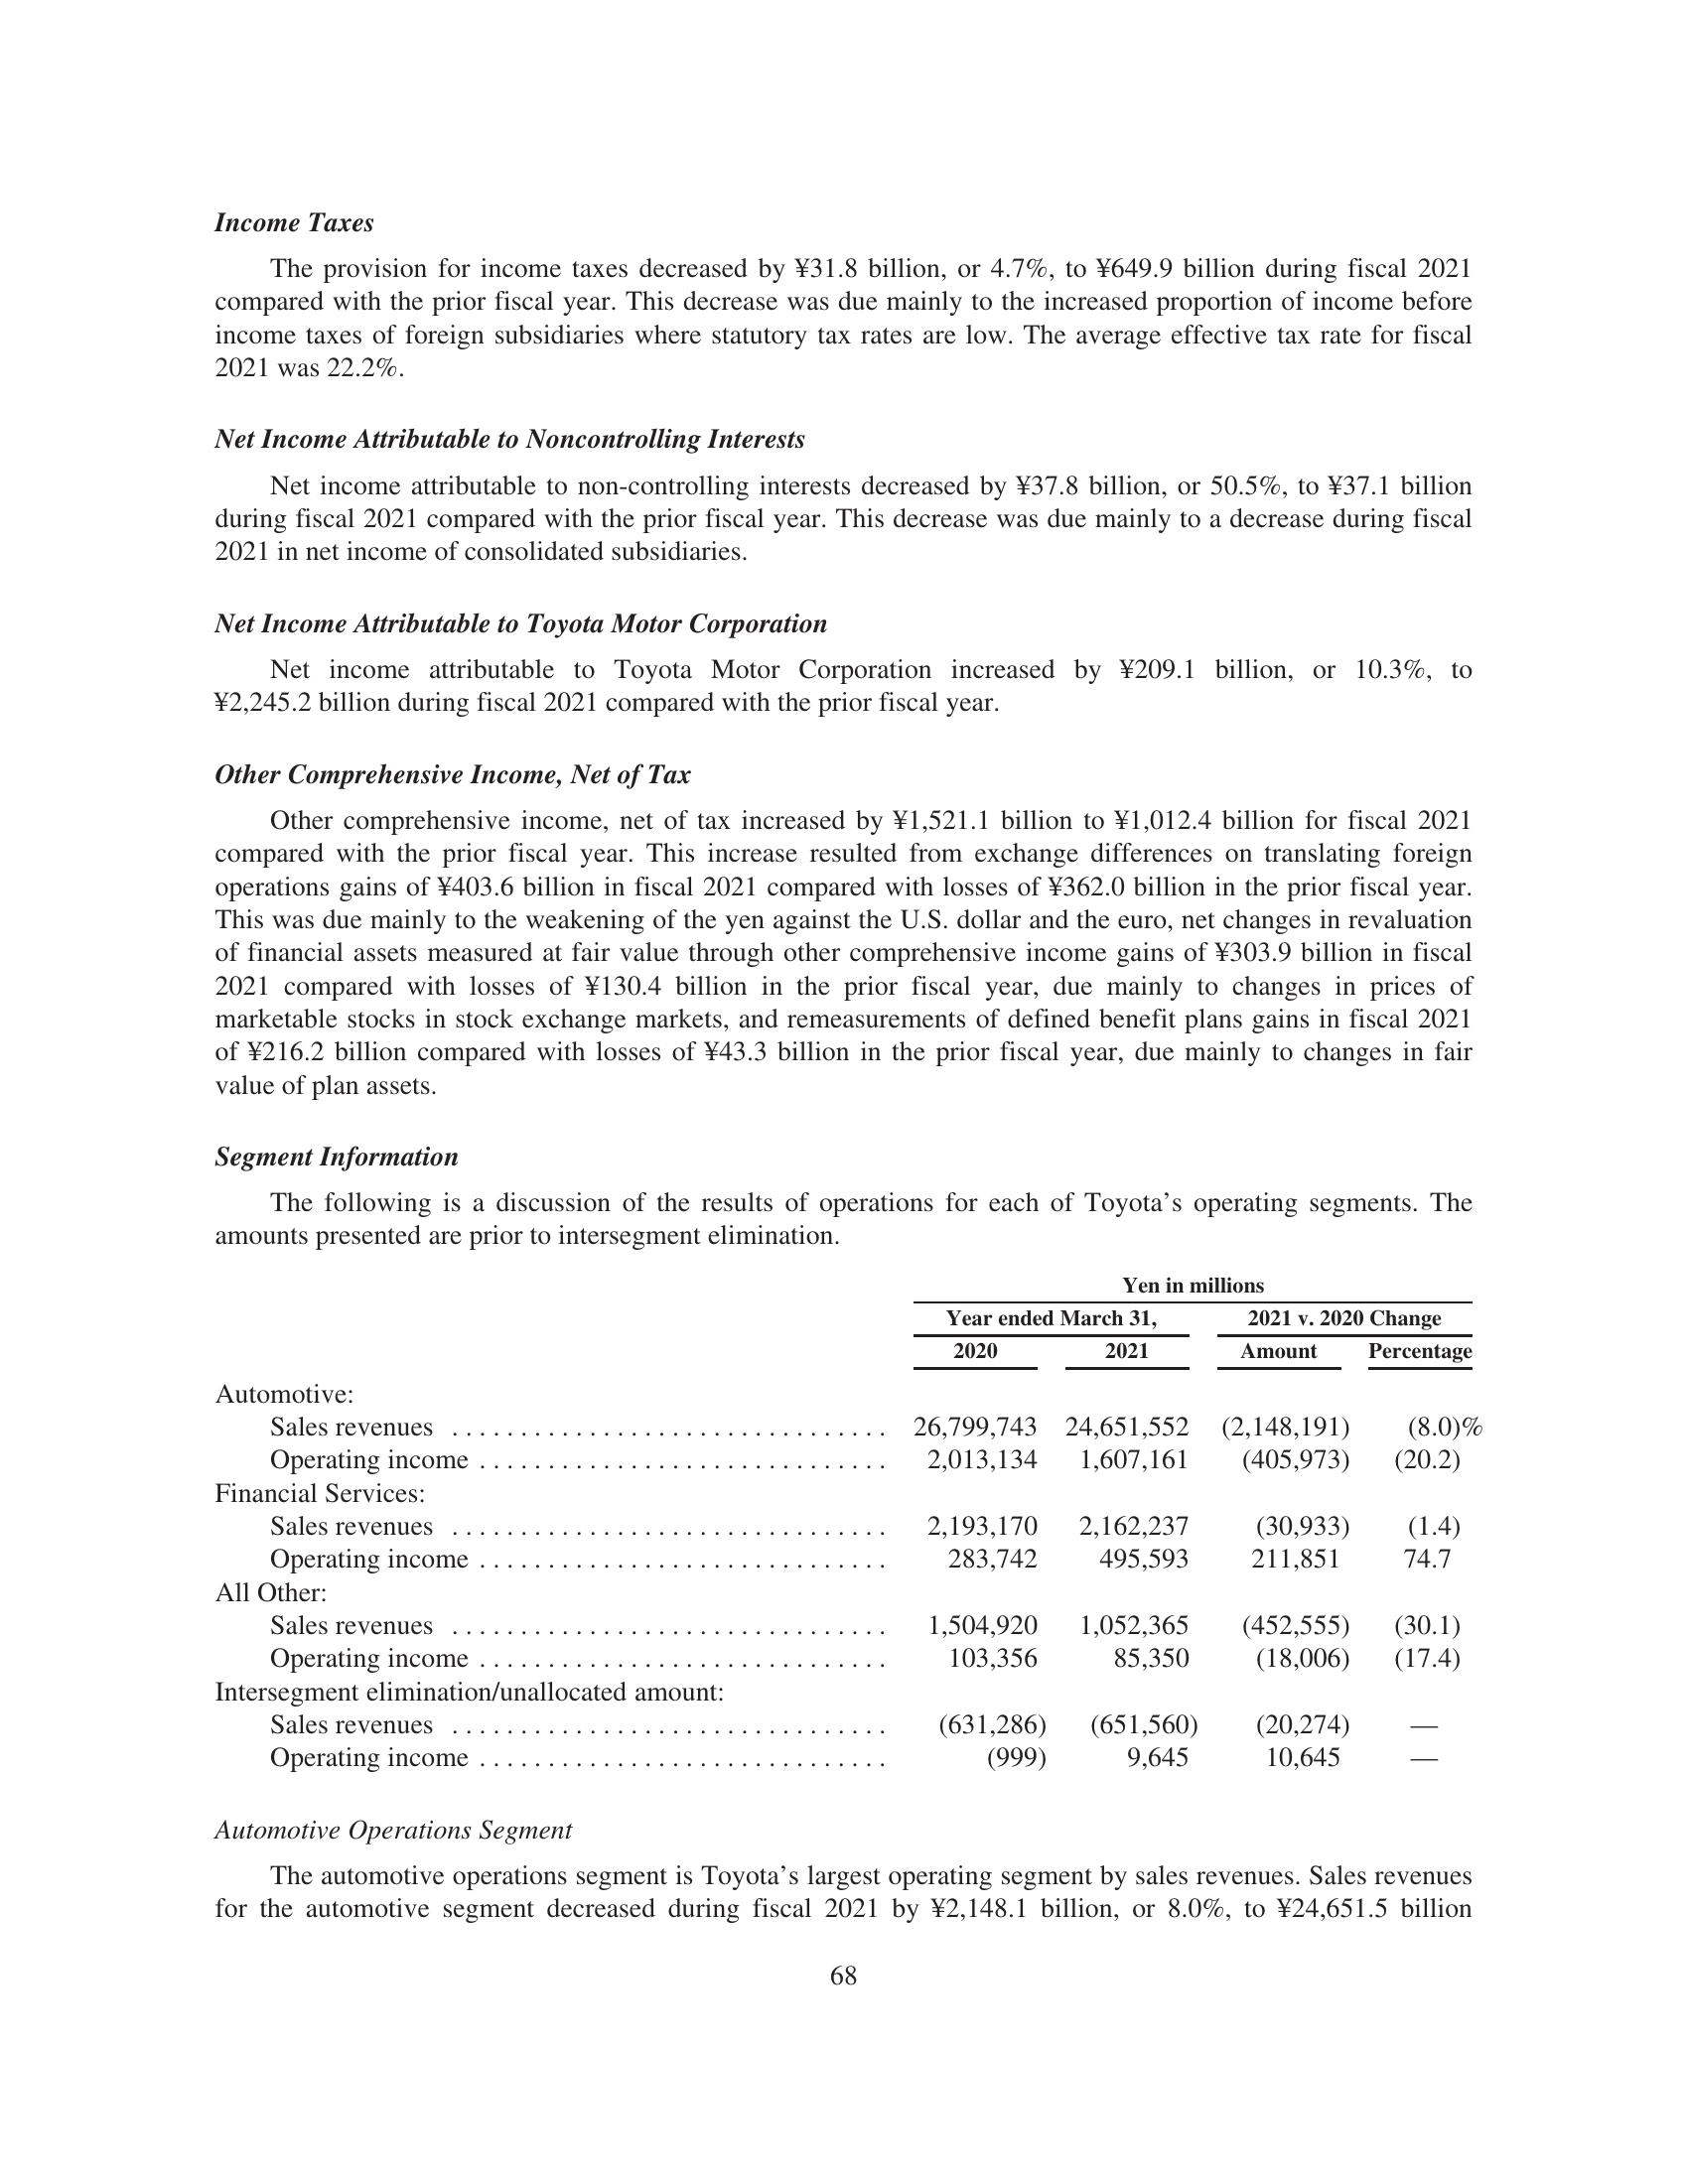 Income Taxes
The provision for income taxes decreased by ¥31.8 billion, or 4.7%, to ¥649.9 billion during fiscal 2021
compared with the prior fiscal year. This decrease was due mainly to the increased proportion of income before
income taxes of foreign subsidiaries where statutory tax rates are low. The average effective tax rate for fiscal
2021 was 22.2%.
Net Income Attributable to Noncontrolling Interests
Net income attributable to non-controlling interests decreased by ¥37.8 billion, or 50.5%, to ¥37.1 billion
during fiscal 2021 compared with the prior fiscal year. This decrease was due mainly to a decrease during fiscal
2021 in net income of consolidated subsidiaries.
Net Income Attributable to Toyota Motor Corporation
Net income attributable to Toyota Motor Corporation increased by ¥209.1 billion, or 10.3%, to
¥2,245.2 billion during fiscal 2021 compared with the prior fiscal year.
Other Comprehensive Income, Net of Tax
Other comprehensive income, net of tax increased by ¥1,521.1 billion to ¥1,012.4 billion for fiscal 2021
compared with the prior fiscal year. This increase resulted from exchange differences on translating foreign
operations gains of ¥403.6 billion in fiscal 2021 compared with losses of ¥362.0 billion in the prior fiscal year.
This was due mainly to the weakening of the yen against the U.S. dollar and the euro, net changes in revaluation
of financial assets measured at fair value through other comprehensive income gains of ¥303.9 billion in fiscal
2021 compared with losses of ¥130.4 billion in the prior fiscal year, due mainly to changes in prices of
marketable stocks in stock exchange markets, and remeasurements of defined benefit plans gains in fiscal 2021
of ¥216.2 billion compared with losses of ¥43.3 billion in the prior fiscal year, due mainly to changes in fair
value of plan assets.
Segment Information
The following is a discussion of the results of operations for each of Toyota’s operating segments. The
amounts presented are prior to intersegment elimination.
Yen in millions
Year ended March 31, 2021 v. 2020 Change
2020 2021 Amount Percentage
Automotive:
Sales revenues ................................ 26,799,743 24,651,552 (2,148,191) (8.0)%
Operating income .............................. 2,013,134 1,607,161 (405,973) (20.2)
Financial Services:
Sales revenues ................................ 2,193,170 2,162,237 (30,933) (1.4)
Operating income .............................. 283,742 495,593 211,851 74.7
All Other:
Sales revenues ................................ 1,504,920 1,052,365 (452,555) (30.1)
Operating income .............................. 103,356 85,350 (18,006) (17.4)
Intersegment elimination/unallocated amount:
Sales revenues ................................ (631,286) (651,560) (20,274) —
Operating income .............................. (999) 9,645 10,645 —
Automotive Operations Segment
The automotive operations segment is Toyota’s largest operating segment by sales revenues. Sales revenues
for the automotive segment decreased during fiscal 2021 by ¥2,148.1 billion, or 8.0%, to ¥24,651.5 billion
68